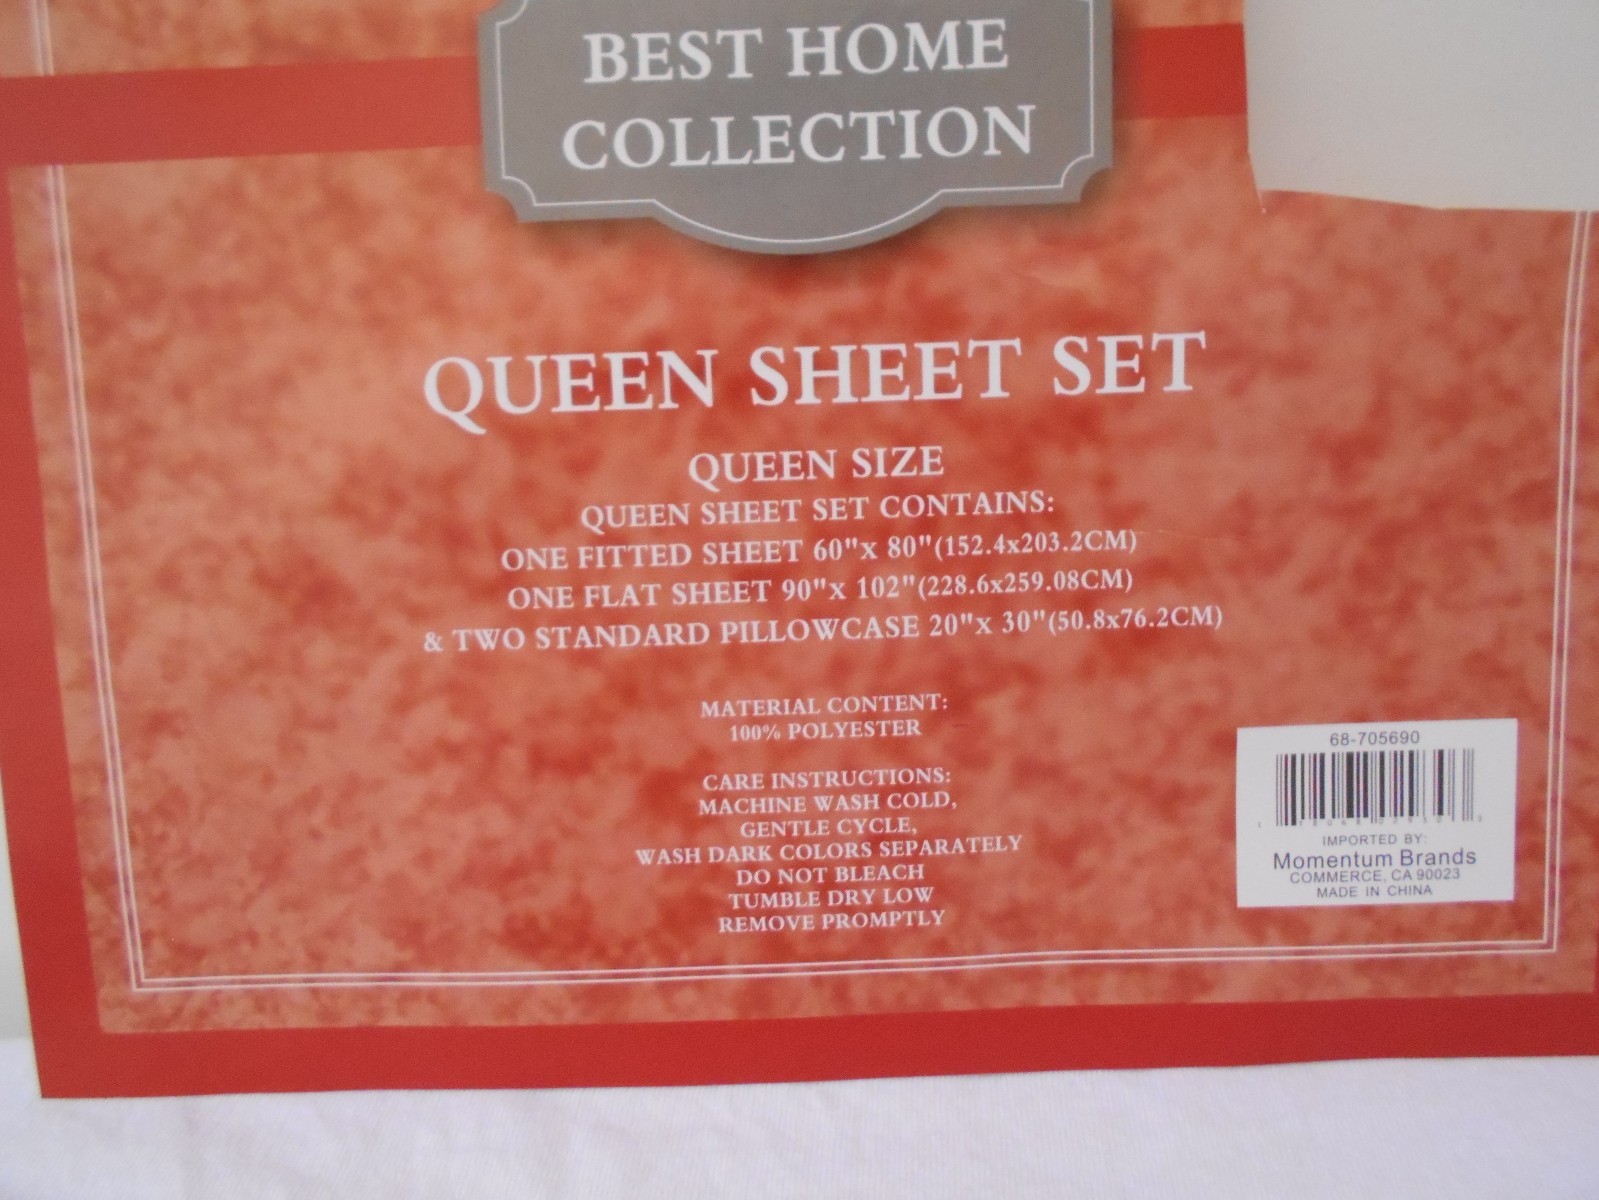 BEST HOME
COLLECTION
QUEEN SHEET SET
QUEEN SIZE
QUEEN SHEET SET CONTAINS:
ONE FITTED SHEET 60"x 80"(152.4x203.2CM)
ONE FLAT SHEET 90"x 102"(228.6x259.08CM)
& TWO STANDARD PILLOWCASE 20"x 30"(50.8x76.2CM)
MATERIAL CONTENT:
100% POLYESTER
CARE INSTRUCTIONS:
MACHINE WASH COLD,
GENTLE CYCLE,
WASH DARK COLORS SEPARATELY
DO NOT BLEACH
TUMBLE DRY LOW
REMOVE PROMPTLY
68-705690
IMPORTED BY:
Momentum Brands
COMMERCE, CA 90023
MADE IN CHINA